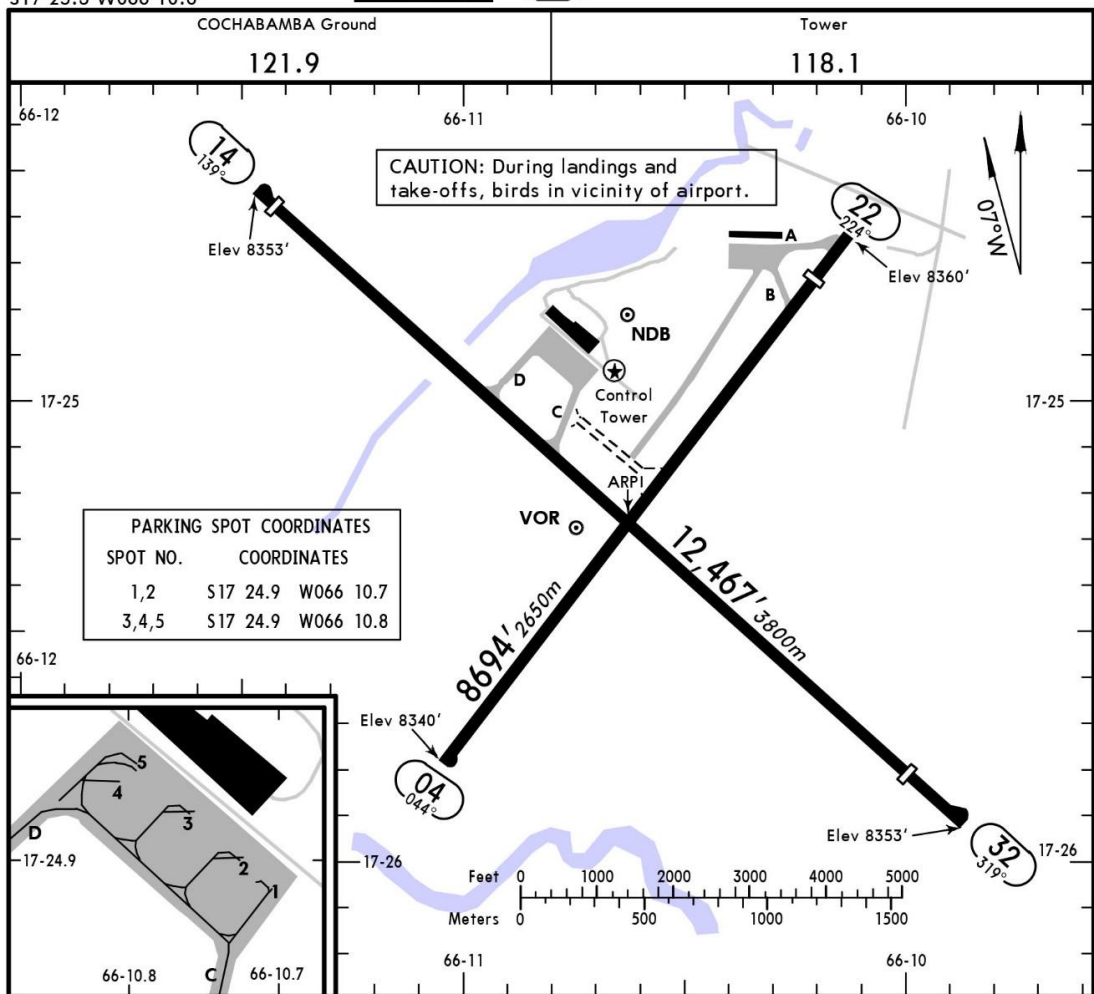 COCHABAMBA Ground
121.9
Tower
118.1
66-12
66-11
66-10
14
139°
CAUTION: During landings and
take-offs, birds in vicinity of airport.
22
224°
07°W
Elev 8353'
A
Elev 8360'
B
NDB
D
Control
Tower
17-25
17-25
C
ARP
VOR
PARKING SPOT COORDINATES
SPOT NO. COORDINATES
1,2 S17 24.9 W066 10.7
3,4,5 S17 24.9 W066 10.8
12,467' 3800m
8694' 2650m
66-12
Elev 8340'
04
044°
5
4
3
D
2
17-24.9
1
Elev 8353'
32
319°
17-26
17-26
Feet 0 1000 2000 3000 4000 5000
Meters 0 500 1000 1500
66-10.8
C
66-10.7
66-11
66-10